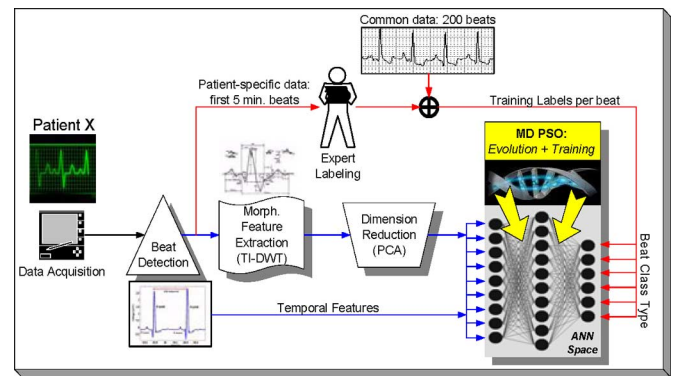 Common data: 200 beats
Patient-specific data:
first 5 min. beats
Training Labels per beat
Patient X
Expert
Labeling
MD PSO:
Evolution + Training
Data Acquisition
Beat
Detection
Morph.
Feature
Extraction
(TI-DWT)
Dimension
Reduction
(PCA)
Beat Class Type
Temporal Features
ANN
Space